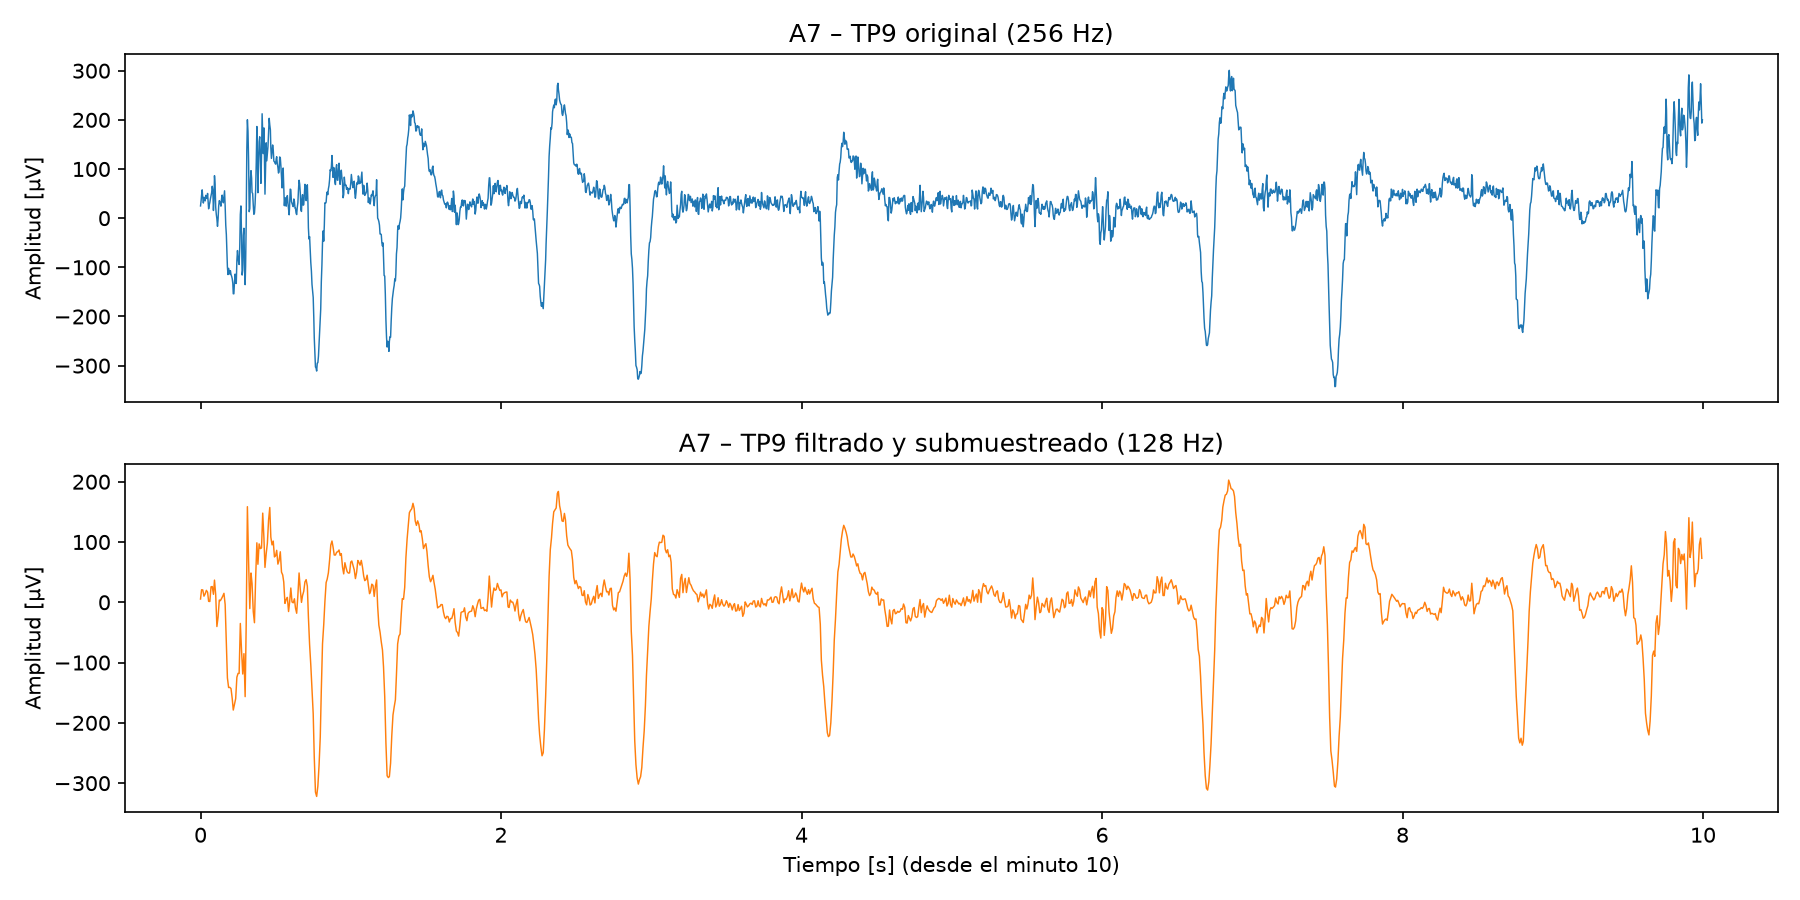 A7 – TP9 original (256 Hz)
300
200
100
0
−100
−200
−300
Amplitud [µV]
A7 – TP9 filtrado y submuestreado (128 Hz)
200
100
0
−100
−200
−300
Amplitud [µV]
0 2 4 6 8 10
Tiempo [s] (desde el minuto 10)